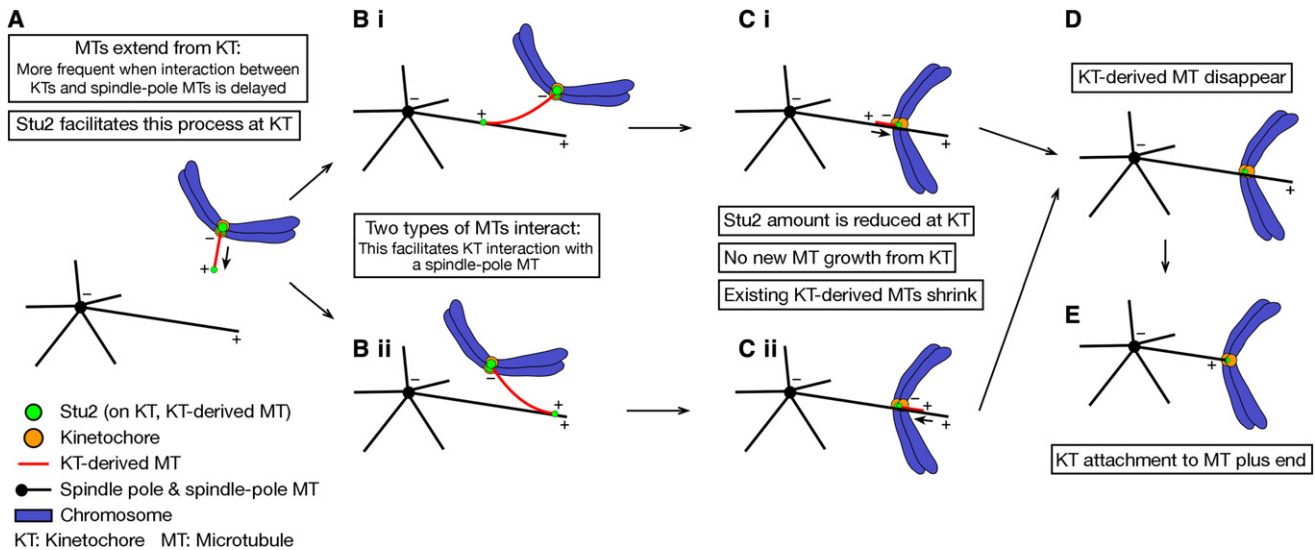 A
MTs extend from KT:
More frequent when interaction between
KTs and spindle-pole MTs is delayed
Stu2 facilitates this process at KT
−
+
−
+
Stu2 (on KT, KT-derived MT)
Kinetochore
KT-derived MT
Spindle pole & spindle-pole MT
Chromosome
KT: Kinetochore MT: Microtubule
B i
−
−
+
+
Two types of MTs interact:
This facilitates KT interaction with
a spindle-pole MT
B ii
−
−
+
+
C i
−
+ −
+
Stu2 amount is reduced at KT
No new MT growth from KT
Existing KT-derived MTs shrink
C ii
−
− +
+
D
KT-derived MT disappear
−
+
E
−
+
KT attachment to MT plus end